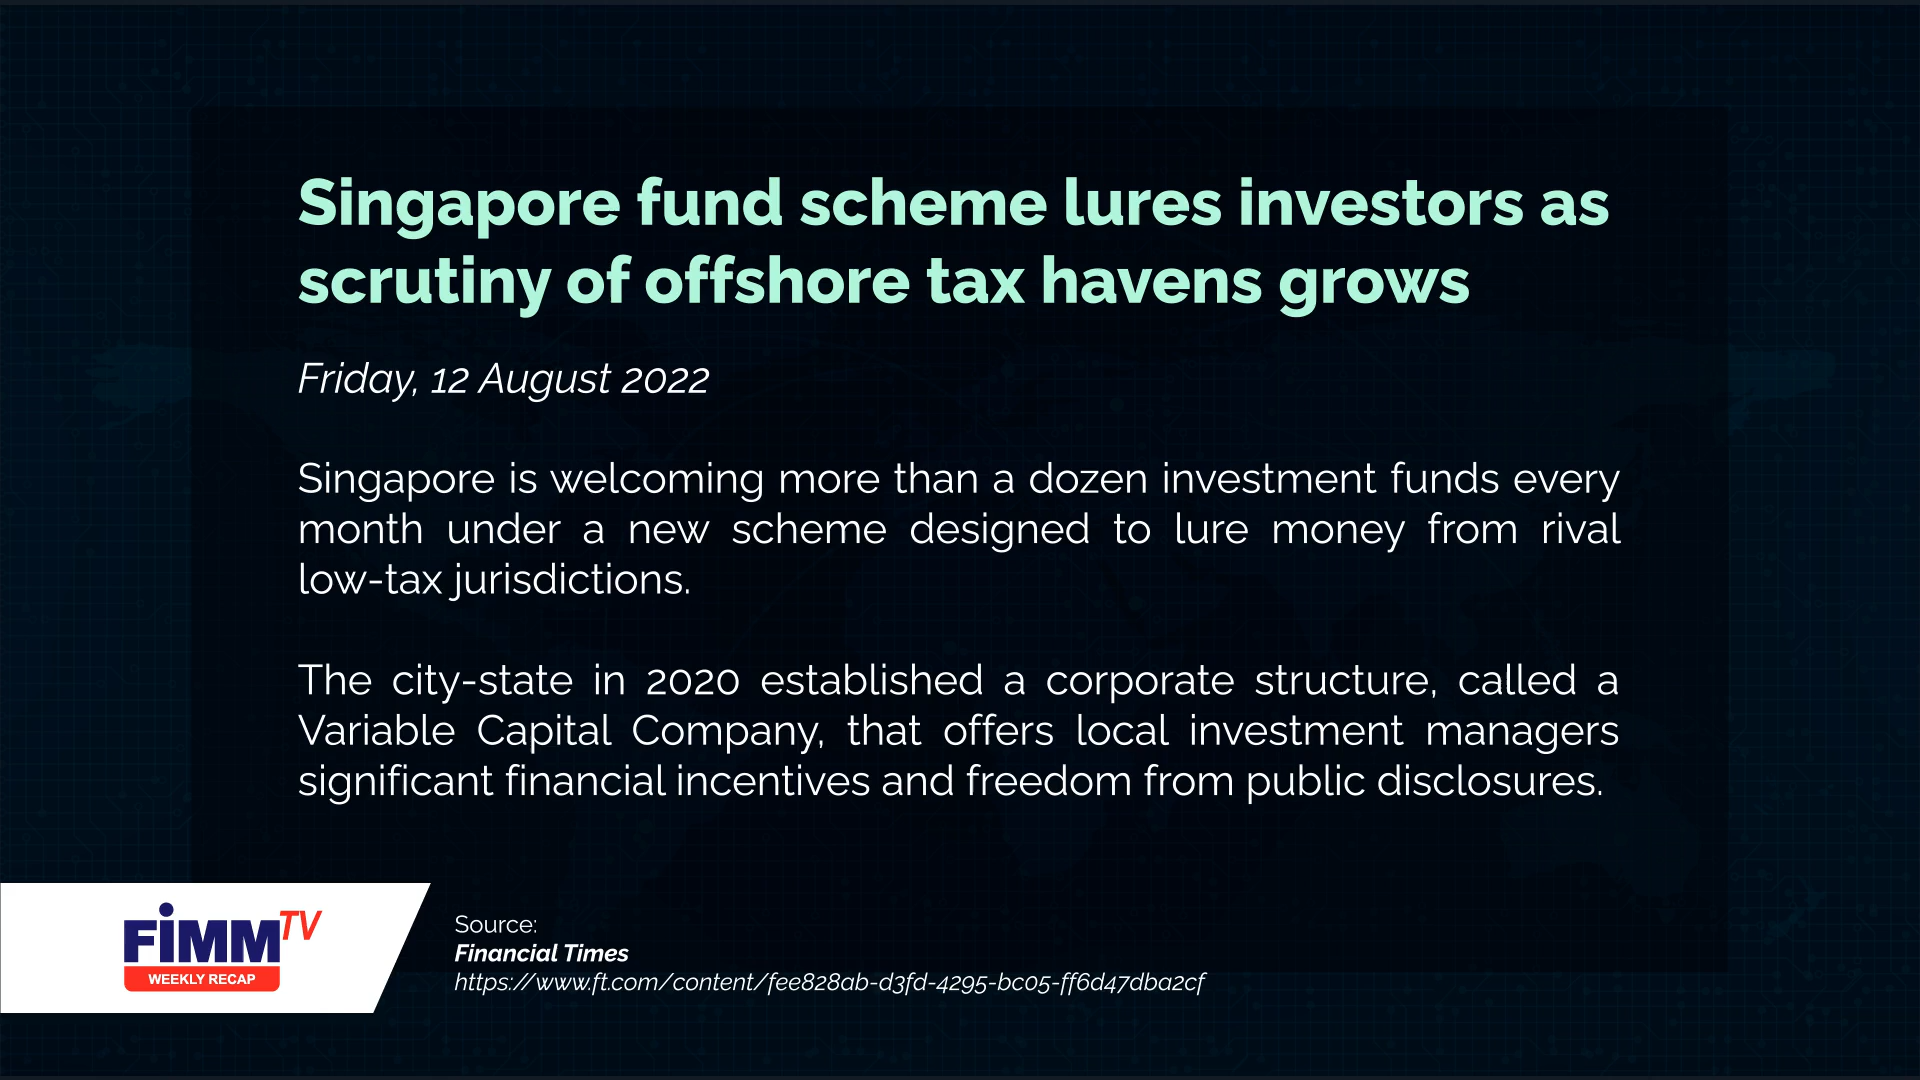 Singapore fund scheme lures investors as
scrutiny of offshore tax havens grows
Friday, 12 August 2022
Singapore is welcoming more than a dozen investment funds every
month under a new scheme designed to lure money from rival
low-tax jurisdictions.
The city-state in 2020 established a corporate structure, called a
Variable Capital Company, that offers local investment managers
significant financial incentives and freedom from public disclosures.
FiMM TV
WEEKLY RECAP
Source:
Financial Times
https://www.ft.com/content/fee828ab-d3fd-4295-bc05-ff6d47dba2cf